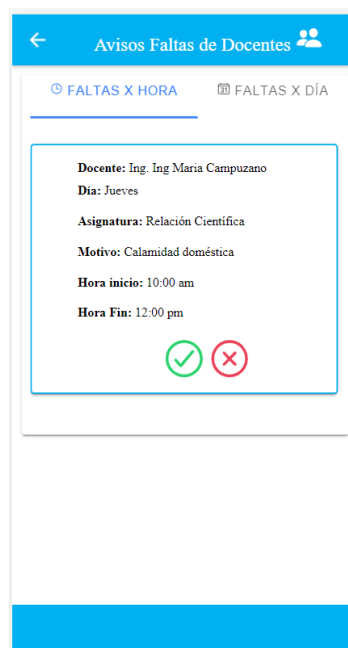 Avisos Faltas de Docentes
FALTAS X HORA
31 FALTAS X DÍA
Docente: Ing. Ing Maria Campuzano
Día: Jueves
Asignatura: Relación Científica
Motivo: Calamidad doméstica
Hora inicio: 10:00 am
Hora Fin: 12:00 pm